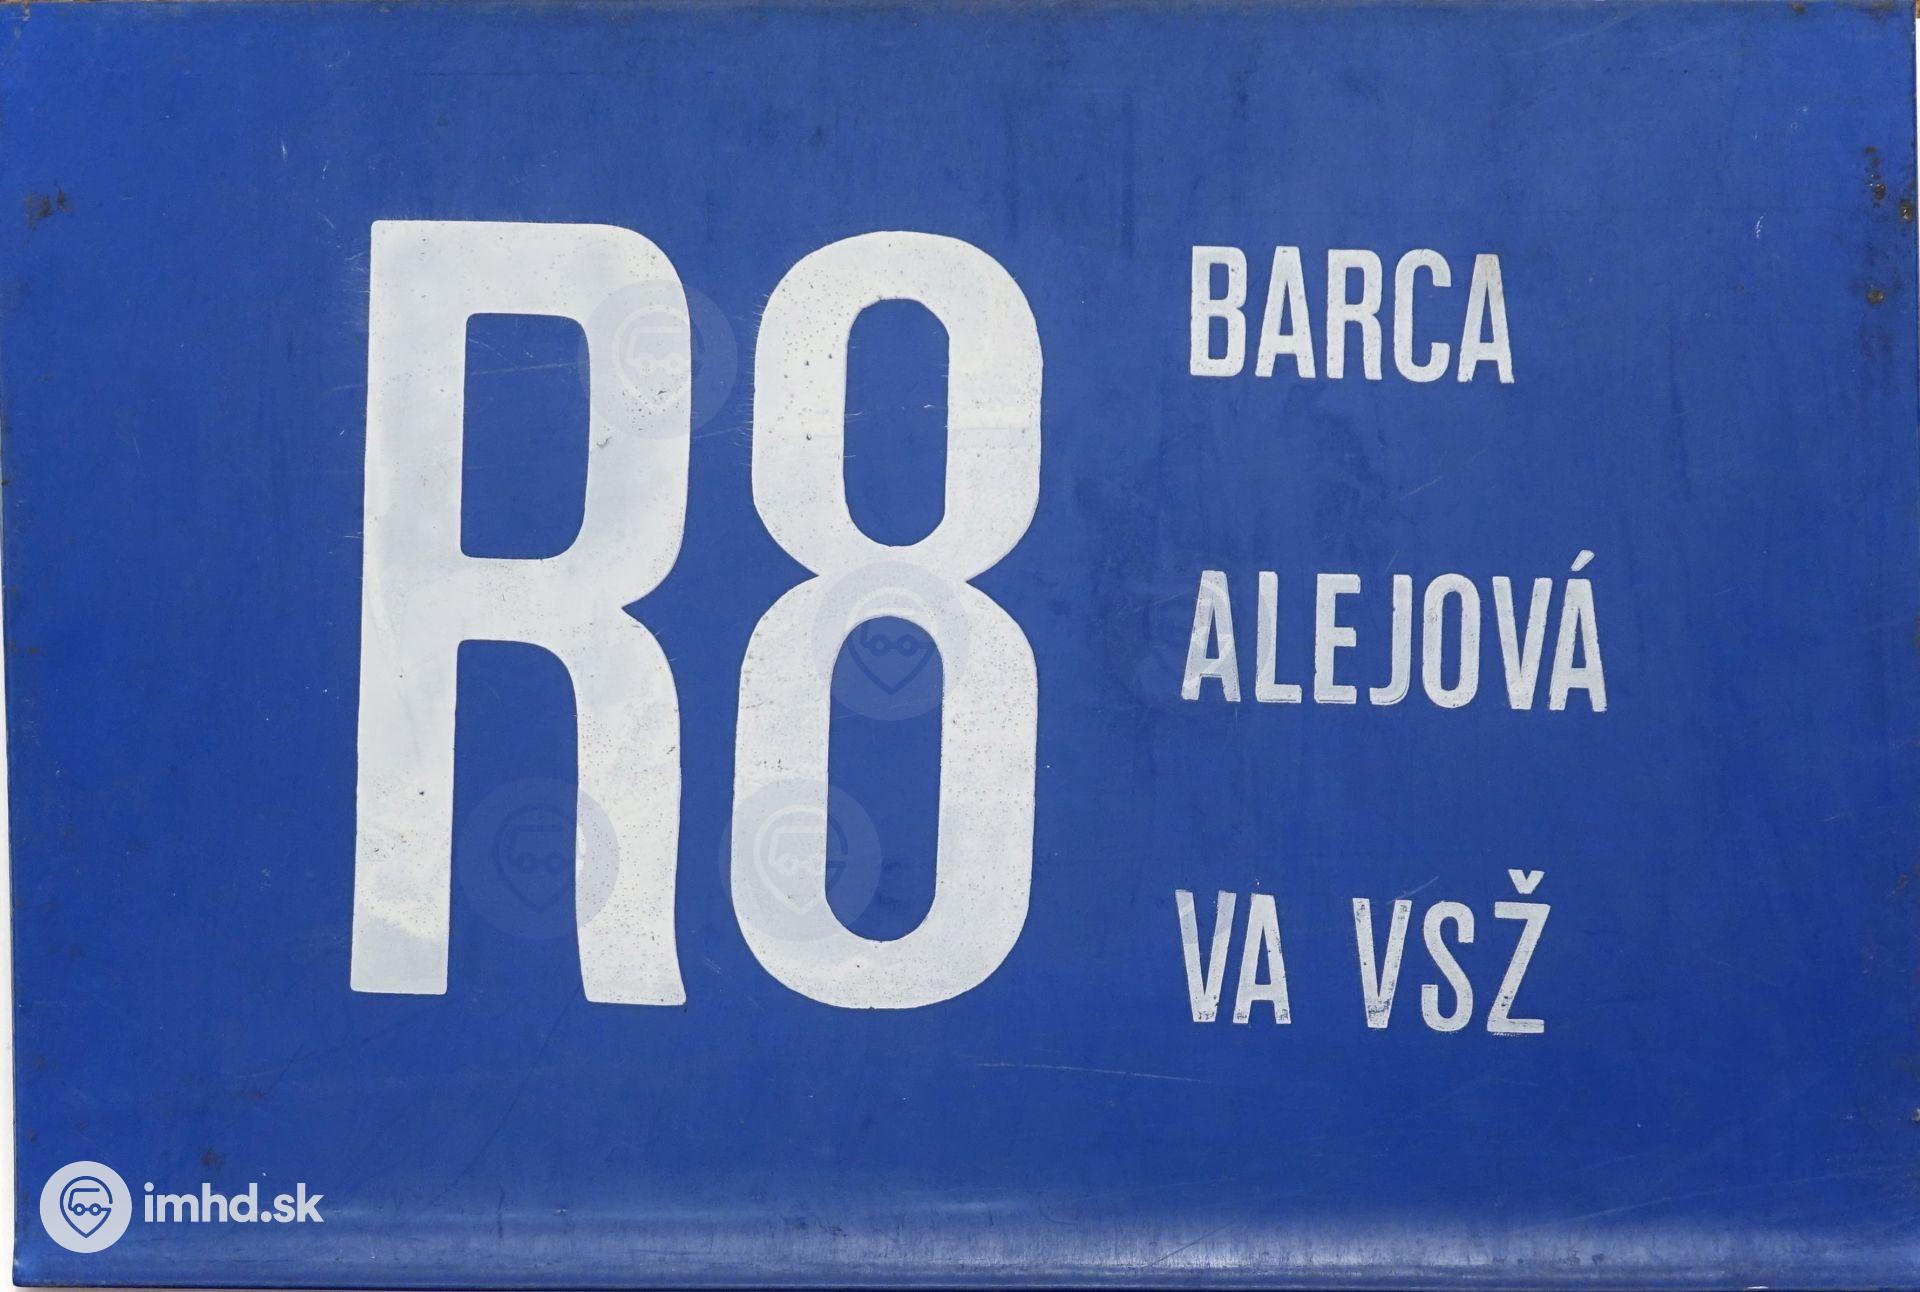 R8
BARCA
ALEJOVÁ
VA VSŽ
imhd.sk